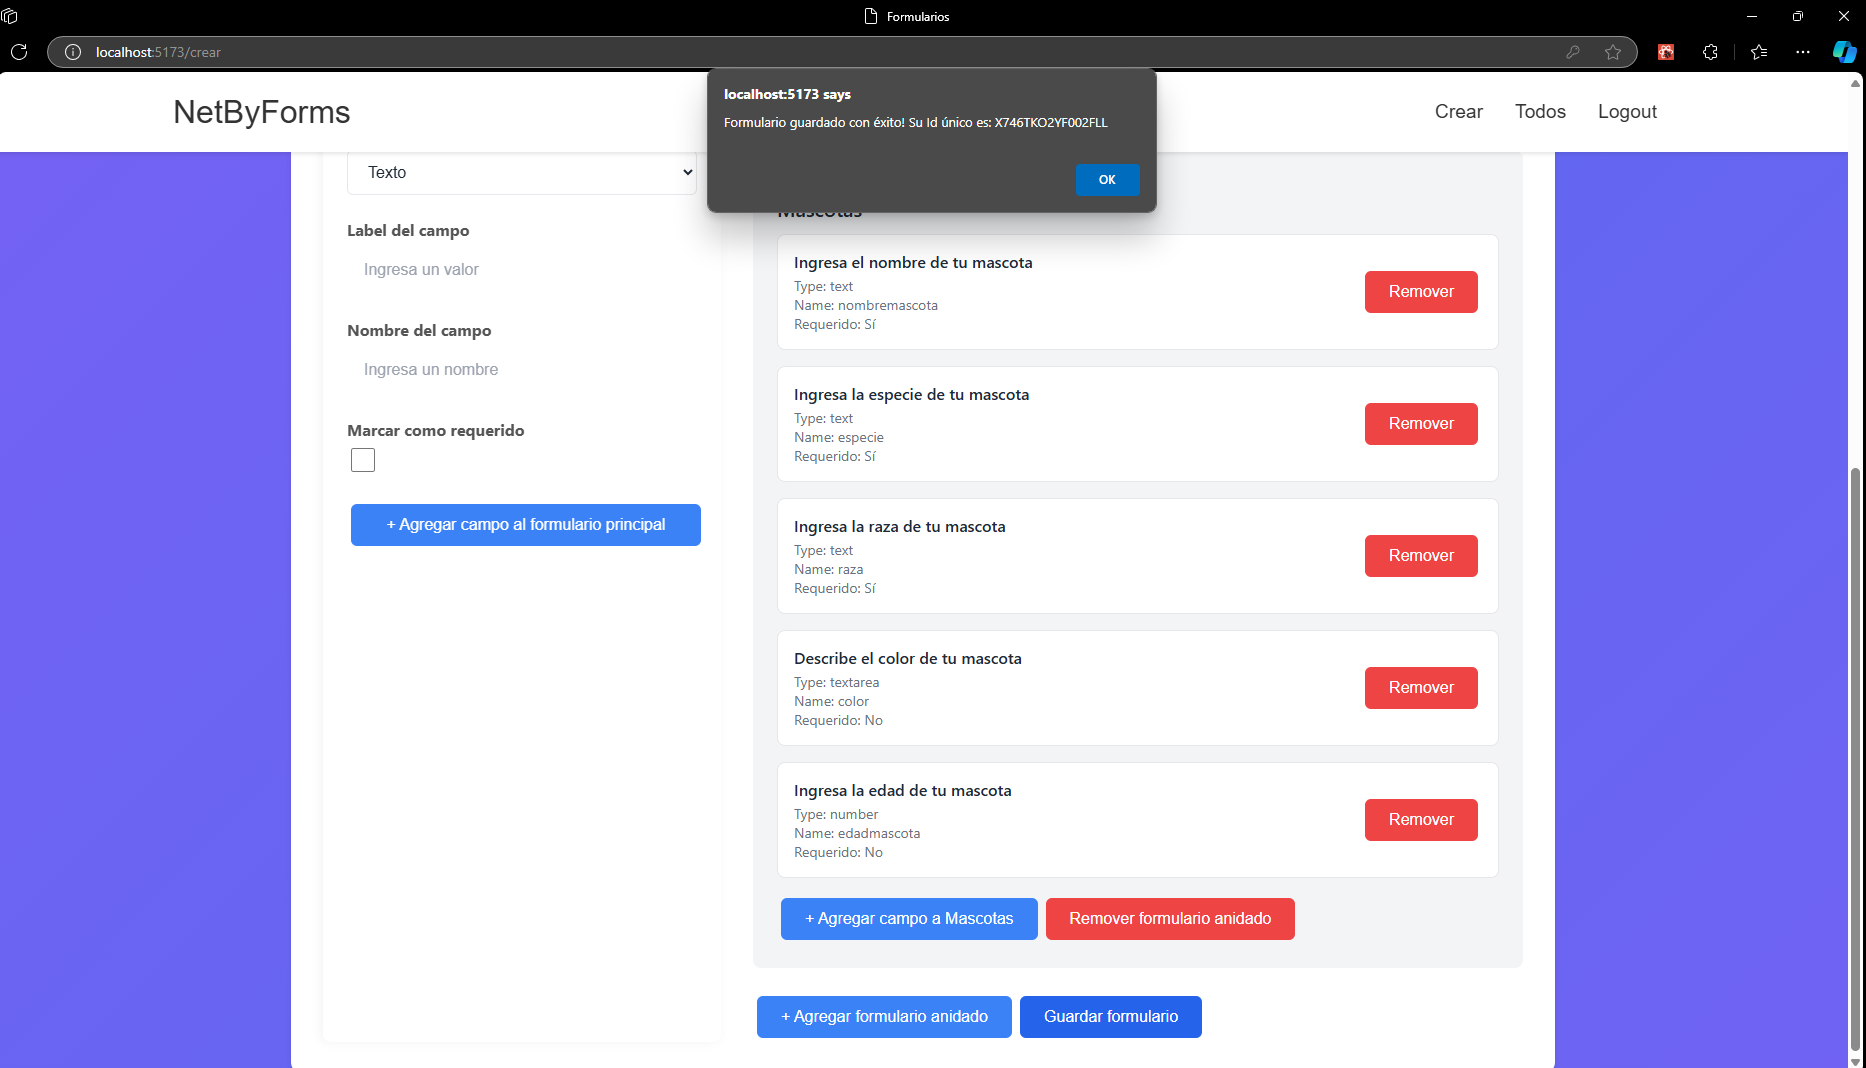 Formularios
localhost:5173/crear
localhost:5173 says
Formulario guardado con éxito! Su Id único es: X746TKO2YF002FLL
OK
NetByForms
Crear
Todos
Logout
Texto
Label del campo
Ingresa un valor
Nombre del campo
Ingresa un nombre
Marcar como requerido
+ Agregar campo al formulario principal
Mascotas
Ingresa el nombre de tu mascota
Type: text
Name: nombremascota
Requerido: Sí
Remover
Ingresa la especie de tu mascota
Type: text
Name: especie
Requerido: Sí
Remover
Ingresa la raza de tu mascota
Type: text
Name: raza
Requerido: Sí
Remover
Describe el color de tu mascota
Type: textarea
Name: color
Requerido: No
Remover
Ingresa la edad de tu mascota
Type: number
Name: edadmascota
Requerido: No
Remover
+ Agregar campo a Mascotas
Remover formulario anidado
+ Agregar formulario anidado
Guardar formulario